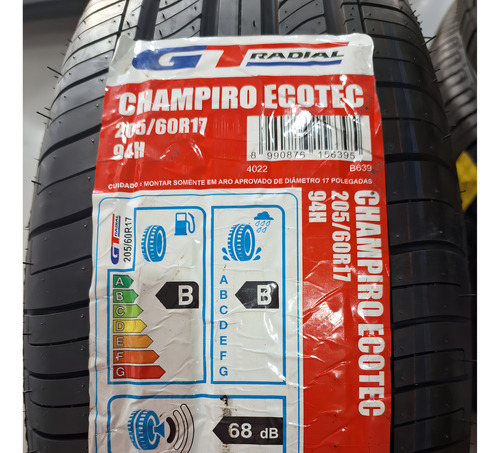 GT RADIAL
CHAMPIRO ECOTEC
205/60R17
94H
8 990876 156395
4022 B639
CUIDADO: MONTAR SOMENTE EM ARO APROVADO DE DIÂMETRO 17 POLEGADAS
CHAMPIRO ECOTEC
205/60R17
94H
GT RADIAL
205/60R17
A
B
C
D
E
F
G
B
A
B
C
D
E
F
G
B
68 dB